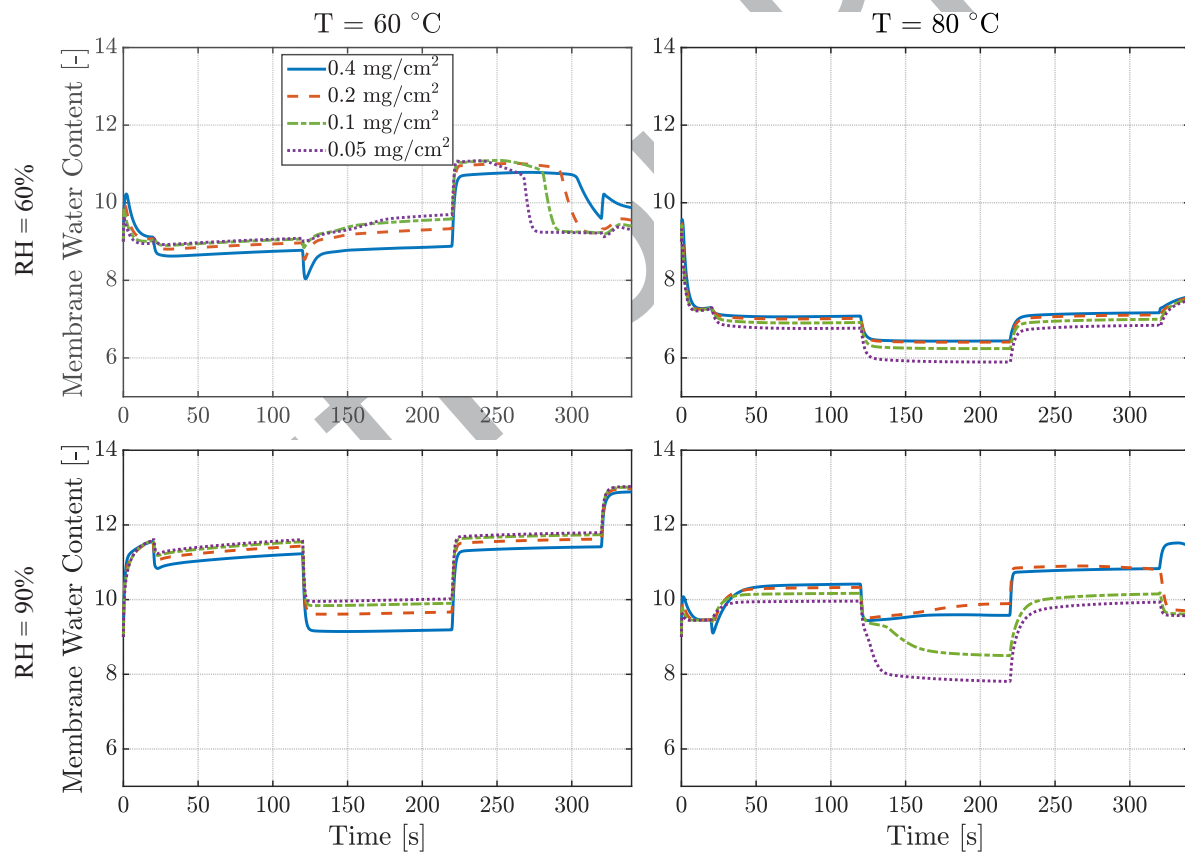 T = 60 °C
T = 80 °C
RH = 60%
Membrane Water Content [-]
14
12
10
8
6
0 50 100 150 200 250 300
0.4 mg/cm²
0.2 mg/cm²
0.1 mg/cm²
0.05 mg/cm²
14
12
10
8
6
0 50 100 150 200 250 300
RH = 90%
Membrane Water Content [-]
14
12
10
8
6
0 50 100 150 200 250 300
Time [s]
14
12
10
8
6
0 50 100 150 200 250 300
Time [s]